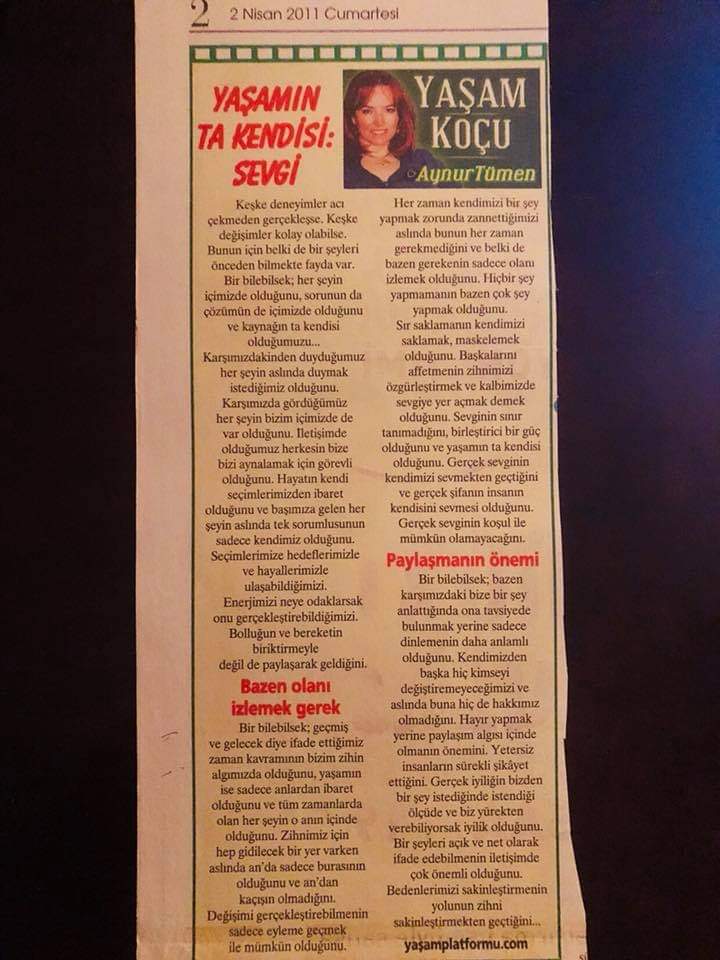 2
2 Nisan 2011 Cumartesi
YAŞAMIN
TA KENDİSİ:
SEVGİ
YAŞAM
KOÇU
Aynur Tümen
Keşke deneyimler acı
çekmeden gerçekleşse. Keşke
değişimler kolay olabilse.
Bunun için belki de bir şeyleri
önceden bilmekte fayda var.
Bir bilebilsek; her şeyin
içimizde olduğunu, sorunun da
çözümün de içimizde olduğunu
ve kaynağın ta kendisi
olduğumuzu...
Karşımızdakinden duyduğumuz
her şeyin aslında duymak
istediğimiz olduğunu.
Karşımızda gördüğümüz
her şeyin bizim içimizde de
var olduğunu. İletişimde
olduğumuz herkesin bize
bizi aynalamak için görevli
olduğunu. Hayatın kendi
seçimlerimizden ibaret
olduğunu ve başımıza gelen her
şeyin aslında tek sorumlusunun
sadece kendimiz olduğunu.
Seçimlerimize hedeflerimizle
ve hayallerimizle
ulaşabildiğimizi.
Enerjimizi neye odaklarsak
onu gerçekleştirebildiğimizi.
Bolluğun ve bereketin
biriktirmeyle
değil de paylaşarak geldiğini.
Bazen olanı
izlemek gerek
Bir bilebilsek; geçmiş
ve gelecek diye ifade ettiğimiz
zaman kavramının bizim zihin
algımızda olduğunu, yaşamın
ise sadece anlardan ibaret
olduğunu ve tüm zamanlarda
olan her şeyin o anın içinde
olduğunu. Zihnimiz için
hep gidilecek bir yer varken
aslında an'da sadece burasının
olduğunu ve an'dan
kaçışın olmadığını.
Değişimi gerçekleştirebilmenin
sadece eyleme geçmek
ile mümkün olduğunu.
Her zaman kendimizi bir şey
yapmak zorunda zannettiğimizi
aslında bunun her zaman
gerekmediğini ve belki de
bazen gerekenin sadece olanı
izlemek olduğunu. Hiçbir şey
yapmamanın bazen çok şey
yapmak olduğunu.
Sır saklamanın kendimizi
saklamak, maskelemek
olduğunu. Başkalarını
affetmenin zihnimizi
özgürleştirmek ve kalbimizde
sevgiye yer açmak demek
olduğunu. Sevginin sınır
tanımadığını, birleştirici bir güç
olduğunu ve yaşamın ta kendisi
olduğunu. Gerçek sevginin
kendimizi sevmekten geçtiğini
ve gerçek şifanın insanın
kendisini sevmesi olduğunu.
Gerçek sevginin koşul ile
mümkün olamayacağını.
Paylaşmanın önemi
Bir bilebilsek; bazen
karşımızdaki bize bir şey
anlattığında ona tavsiyede
bulunmak yerine sadece
dinlemenin daha anlamlı
olduğunu. Kendimizden
başka hiç kimseyi
değiştiremeyeceğimizi ve
aslında buna hiç de hakkımız
olmadığını. Hayır yapmak
yerine paylaşım algısı içinde
olmanın önemini. Yetersiz
insanların sürekli şikâyet
ettiğini. Gerçek iyiliğin bizden
bir şey istediğinde istendiği
ölçüde ve biz yürekten
verebiliyorsak iyilik olduğunu.
Bir şeyleri açık ve net olarak
ifade edebilmenin iletişimde
çok önemli olduğunu.
Bedenlerimizi sakinleştirmenin
yolunun zihni
sakinleştirmekten geçtiğini...
yaşamplatformu.com